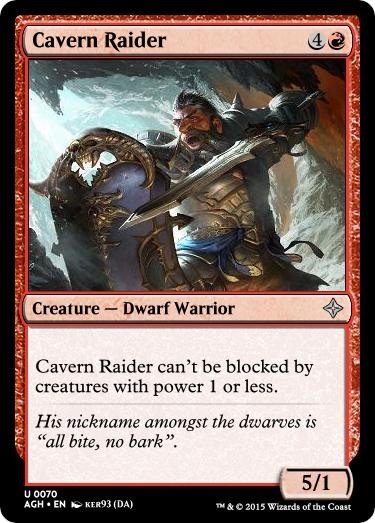 Cavern Raider 4
Creature — Dwarf Warrior
Cavern Raider can't be blocked by
creatures with power 1 or less.
His nickname amongst the dwarves is
“all bite, no bark”.
5/1
U 0070
AGH • EN KER93 (DA)
™ & © 2015 Wizards of the Coast